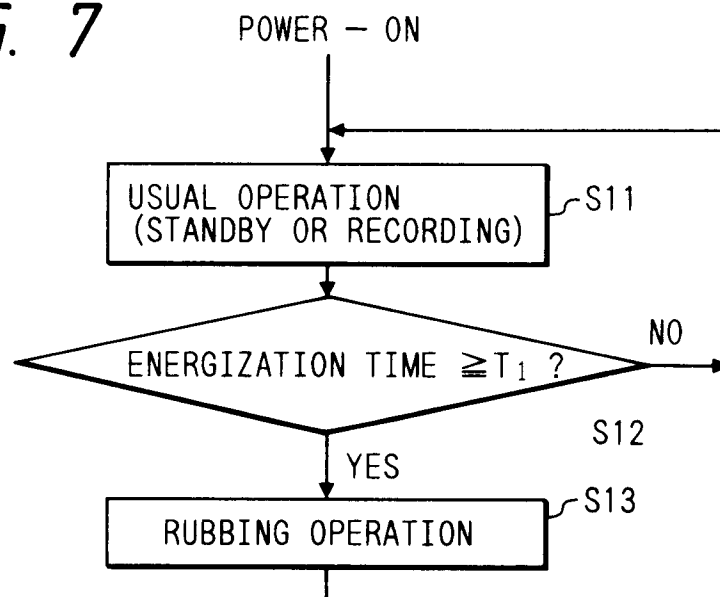 . 7
POWER — ON
USUAL OPERATION
(STANDBY OR RECORDING)
S11
ENERGIZATION TIME ≧T₁ ?
NO
S12
YES
S13
RUBBING OPERATION